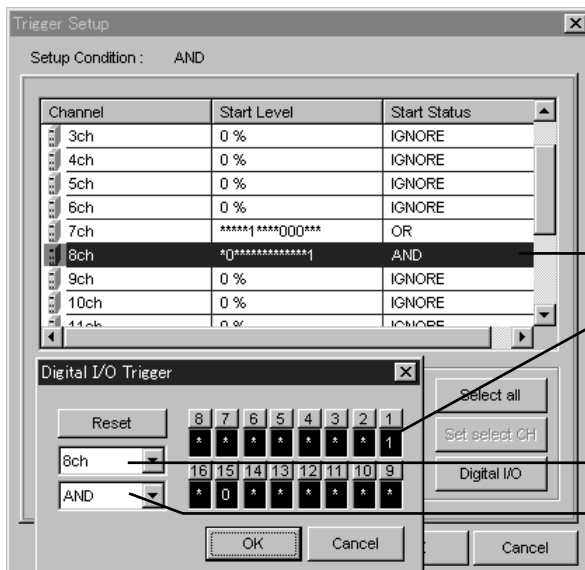 Trigger Setup
Setup Condition : AND
Channel Start Level Start Status
3ch 0 % IGNORE
4ch 0 % IGNORE
5ch 0 % IGNORE
6ch 0 % IGNORE
7ch *****1****000*** OR
8ch *0*************1 AND
9ch 0 % IGNORE
10ch 0 % IGNORE
11ch 0 % IGNORE
Digital I/O Trigger
Select all
Reset
8 7 6 5 4 3 2 1
* * * * * * * 1
Set select CH
8ch
16 15 14 13 12 11 10 9
Digital I/O
AND
* 0 * * * * * *
OK Cancel
Cancel